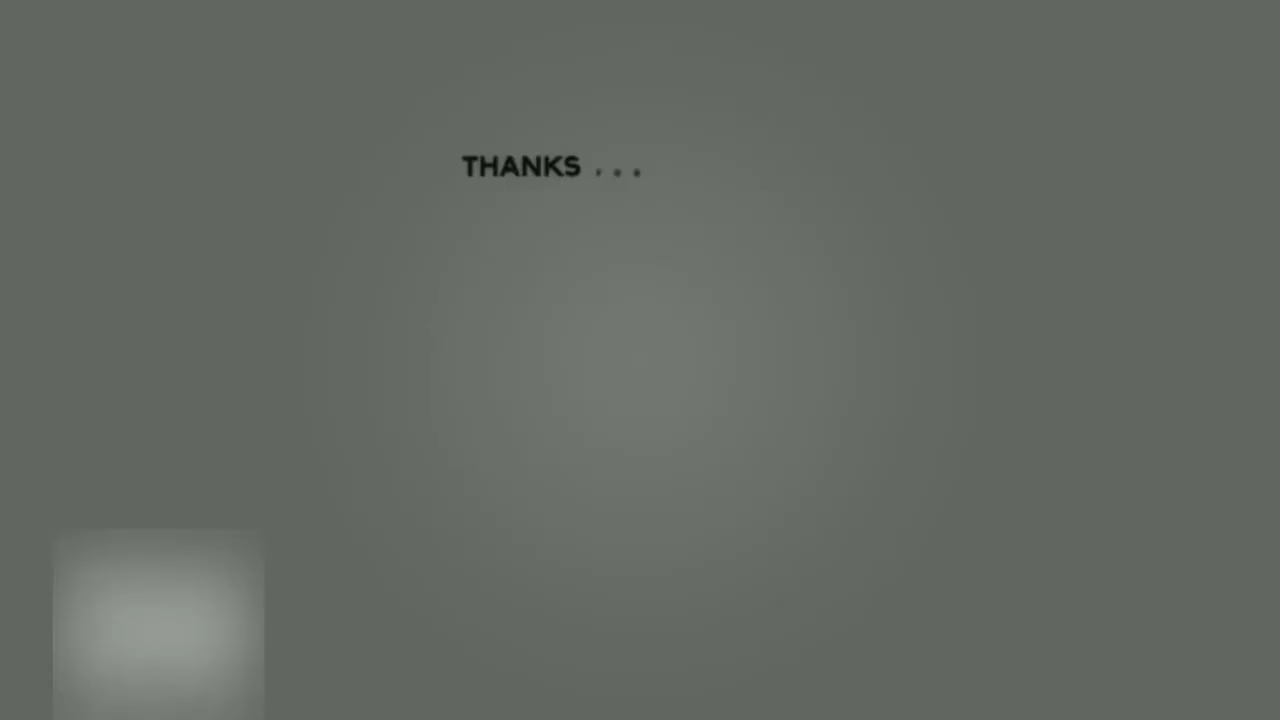 THANKS . . .